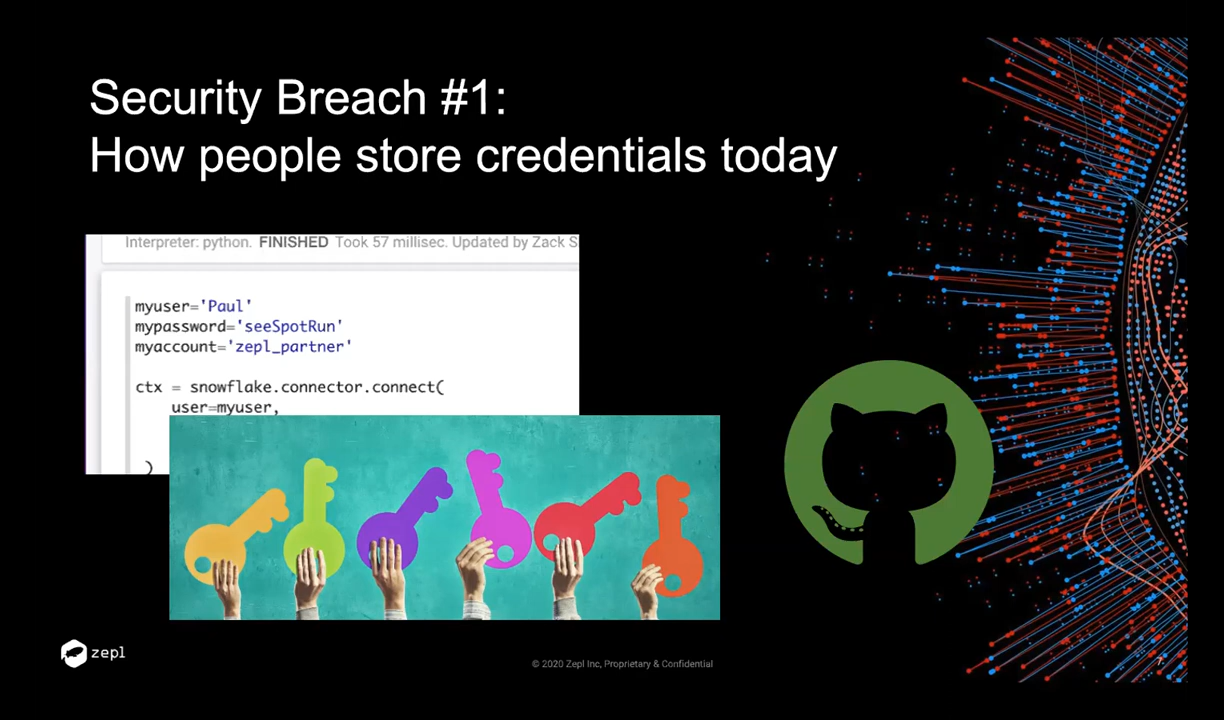 Security Breach #1:
How people store credentials today
Interpreter: python. FINISHED Took 57 millisec. Updated by Zack S
myuser='Paul'
mypassword='seeSpotRun'
myaccount='zepl_partner'
ctx = snowflake.connector.connect(
user=myuser,
)
zepl
© 2020 Zepl Inc, Proprietary & Confidential
7